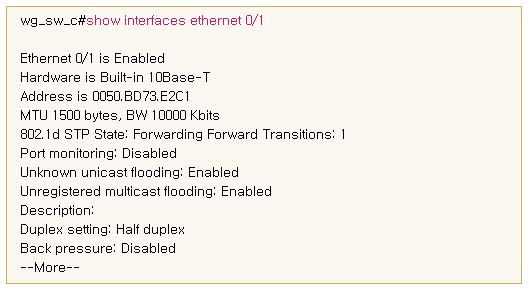 wg_sw_c#show interfaces ethernet 0/1
Ethernet 0/1 is Enabled
Hardware is Built-in 10Base-T
Address is 0050.BD73.E2C1
MTU 1500 bytes, BW 10000 Kbits
802.1d STP State: Forwarding Forward Transitions: 1
Port monitoring: Disabled
Unknown unicast flooding: Enabled
Unregistered multicast flooding: Enabled
Description:
Duplex setting: Half duplex
Back pressure: Disabled
--More--